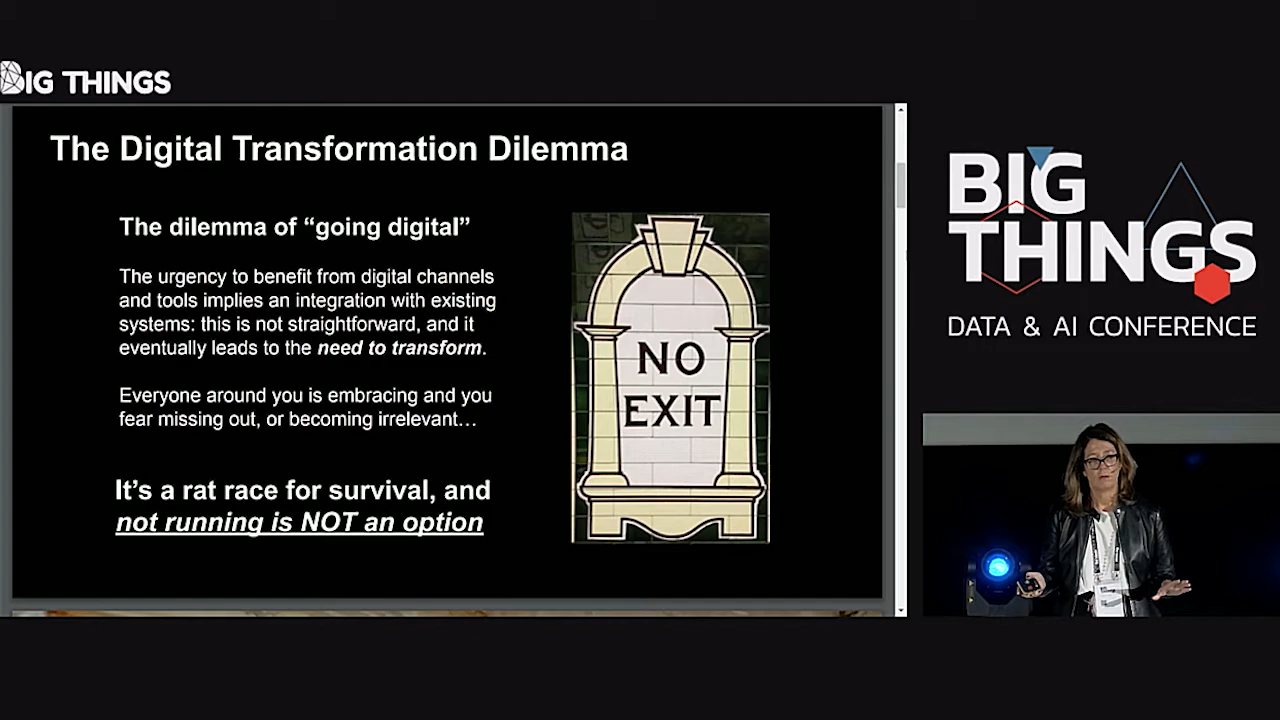 BIG THINGS
The Digital Transformation Dilemma
The dilemma of “going digital”
The urgency to benefit from digital channels
and tools implies an integration with existing
systems: this is not straightforward, and it
eventually leads to the need to transform.
Everyone around you is embracing and you
fear missing out, or becoming irrelevant…
It’s a rat race for survival, and
not running is NOT an option
NO
EXIT
BIG
THINGS
DATA & AI CONFERENCE